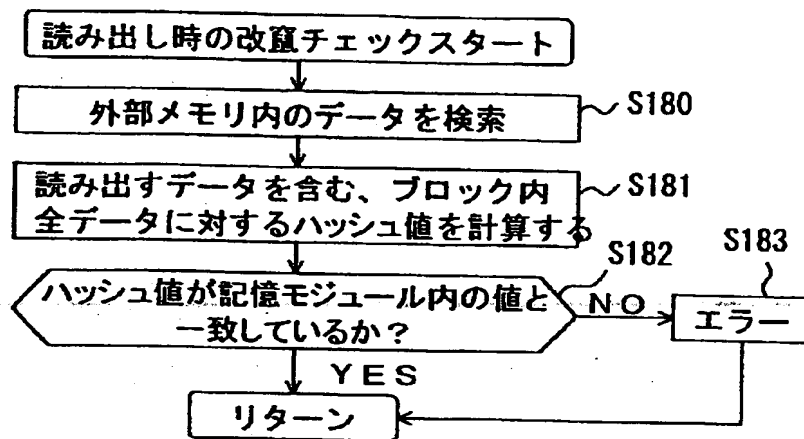 読み出し時の改竄チェックスタート
外部メモリ内のデータを検索
S180
読み出すデータを含む、ブロック内
全データに対するハッシュ値を計算する
S181
ハッシュ値が記憶モジュール内の値と
一致しているか?
S182
NO
S183
エラー
YES
リターン